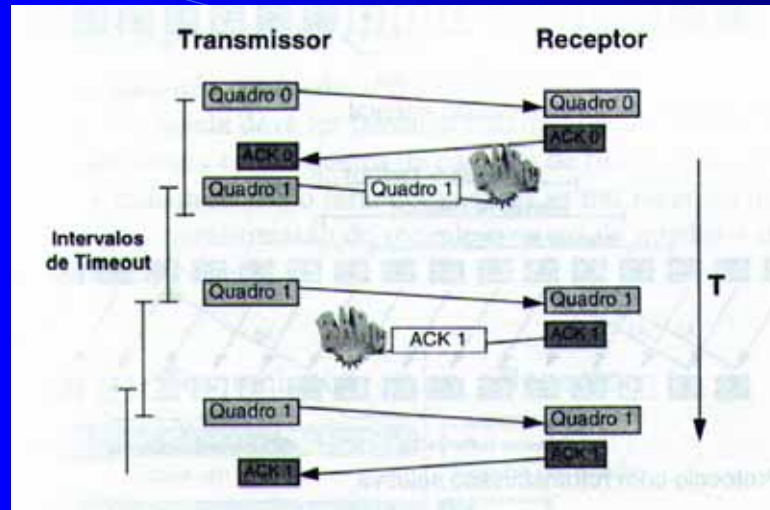 Transmissor Receptor
Quadro 0
Quadro 0
ACK 0
ACK 0
Quadro 1
Quadro 1
Intervalos
de Timeout
Quadro 1
Quadro 1
T
ACK 1
ACK 1
Quadro 1
Quadro 1
ACK 1
ACK 1